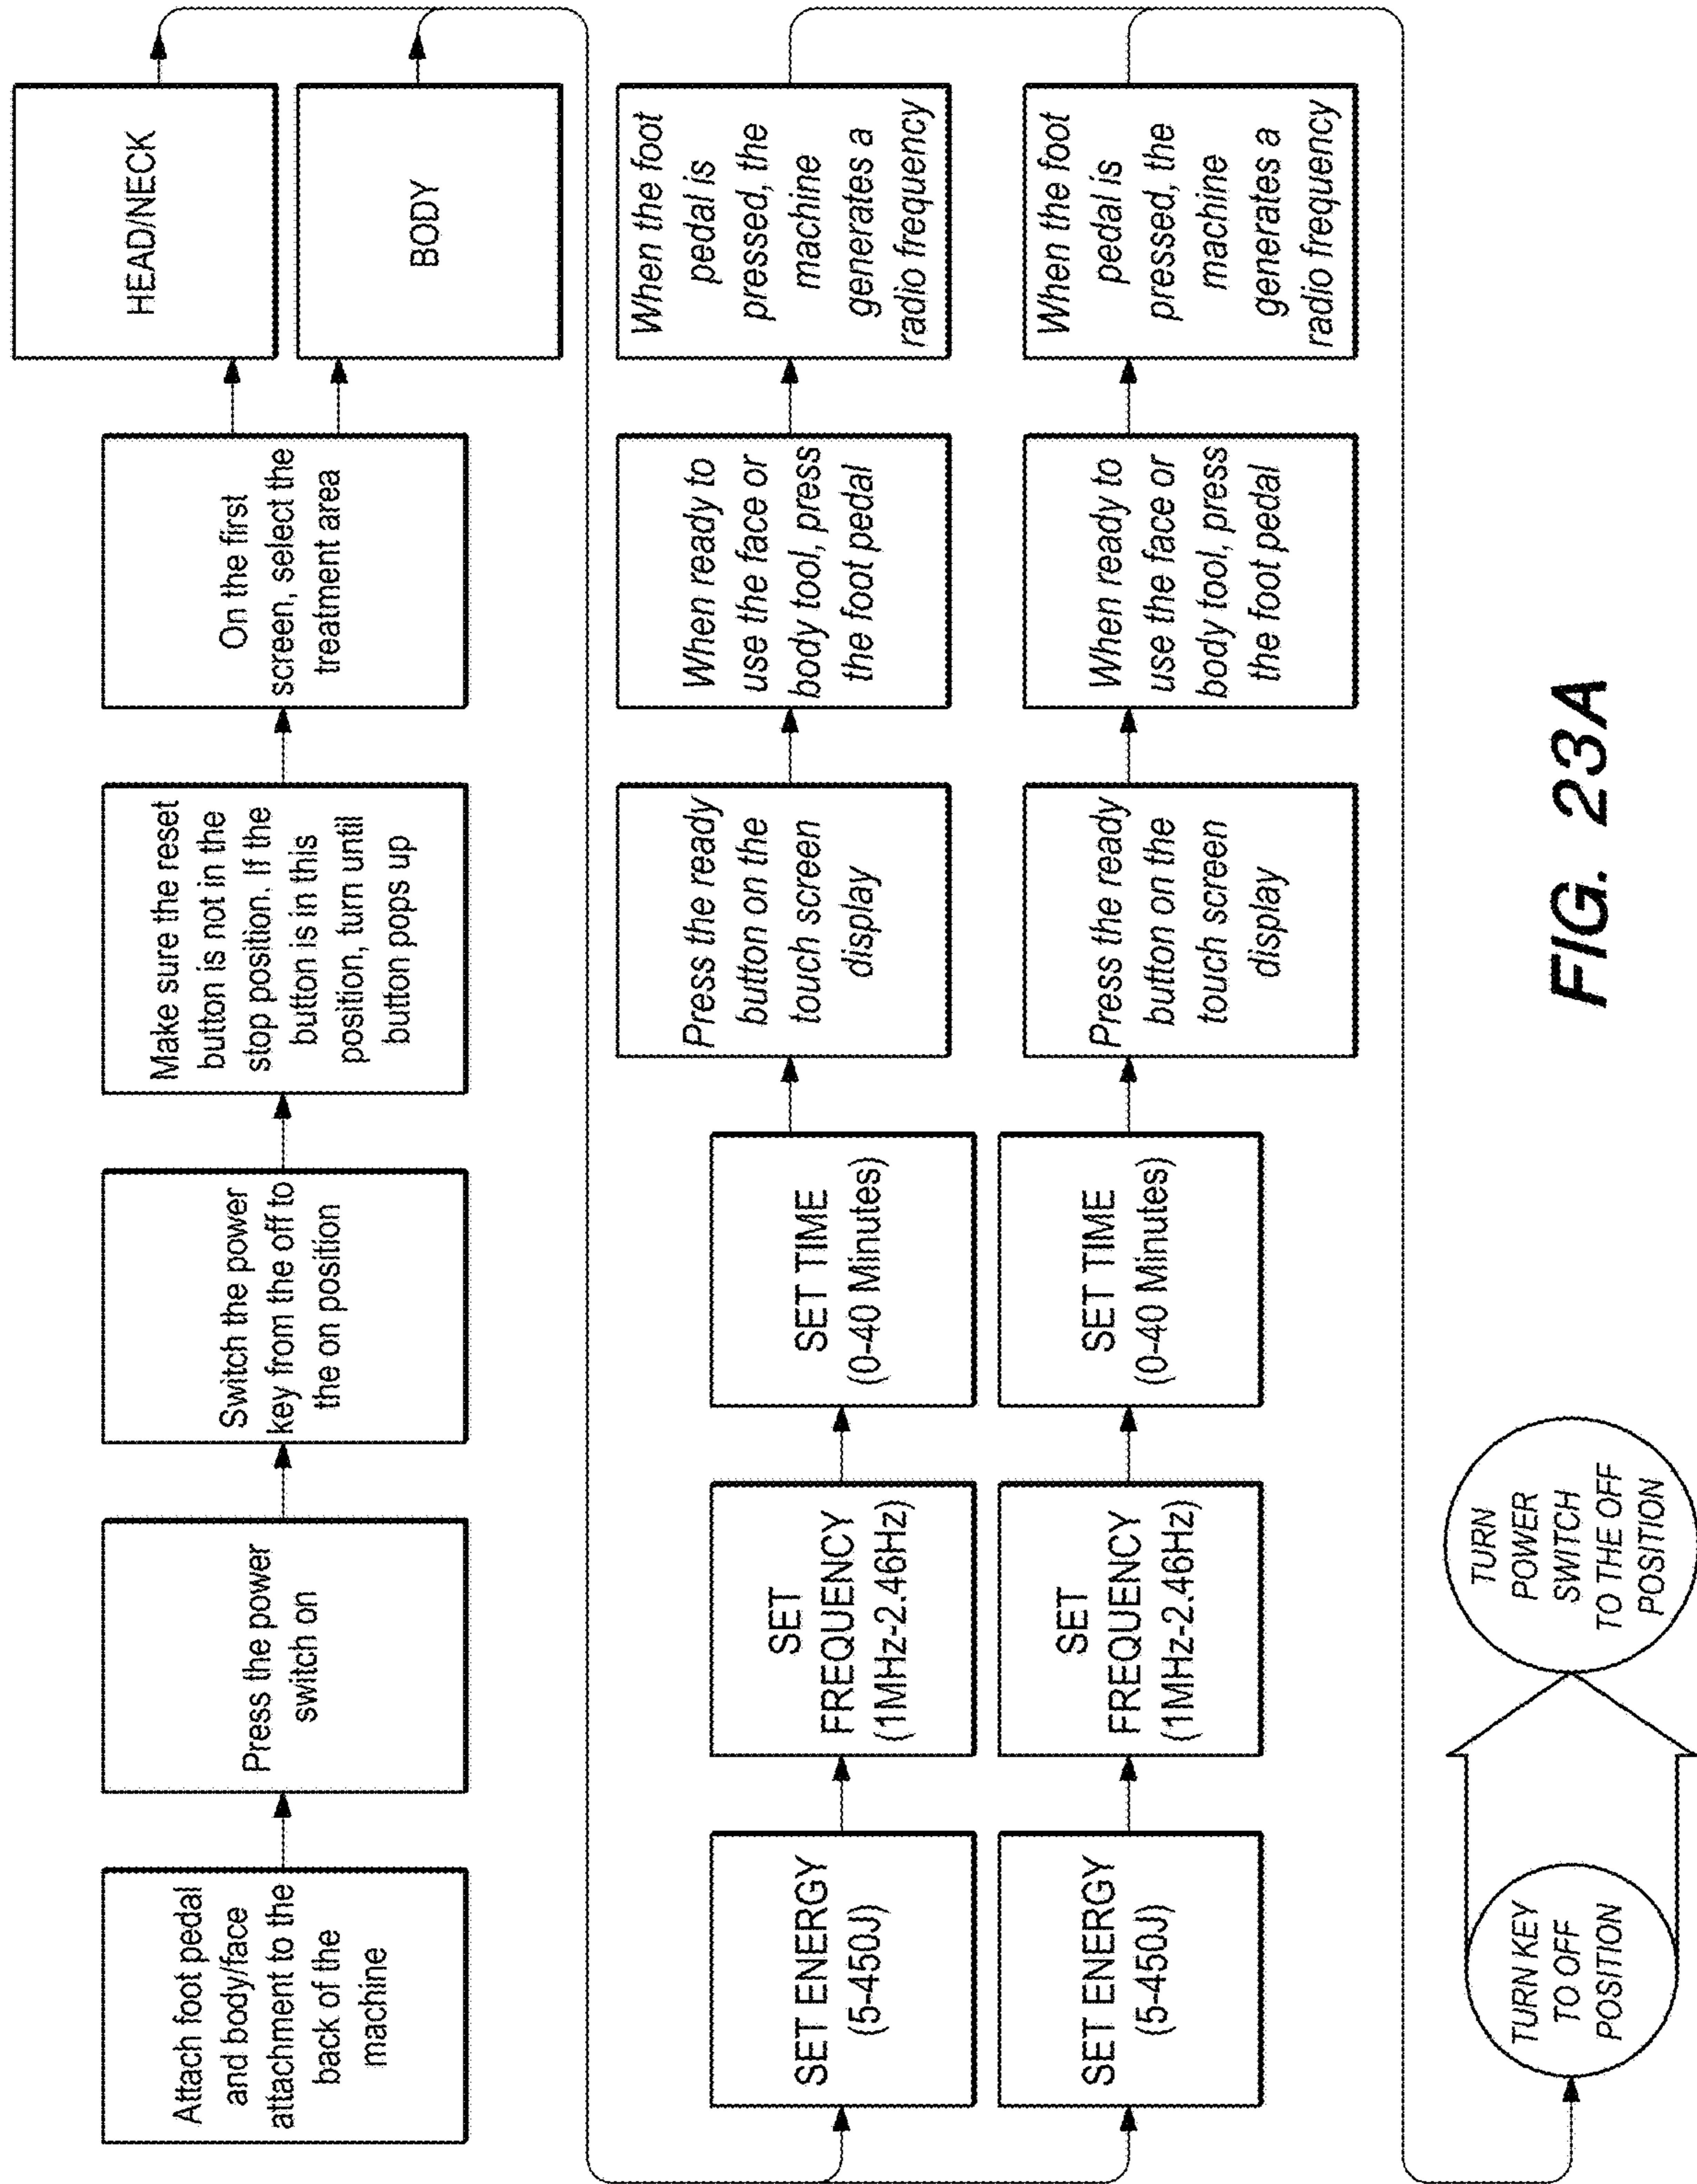 Attach foot pedal
and body/face
attachment to the
back of the
machine
Press the power
switch on
Switch the power
key from the off to
the on position
Make sure the reset
button is not in the
stop position. If the
button is in this
position, turn until
button pops up
On the first
screen, select the
treatment area
HEAD/NECK
BODY
SET ENERGY
(5-450J)
SET
FREQUENCY
(1MHz-2.46Hz)
SET TIME
(0-40 Minutes)
Press the ready
button on the
touch screen
display
When ready to
use the face or
body tool, press
the foot pedal
When the foot
pedal is
pressed, the
machine
generates a
radio frequency
SET ENERGY
(5-450J)
SET
FREQUENCY
(1MHz-2.46Hz)
SET TIME
(0-40 Minutes)
Press the ready
button on the
touch screen
display
When ready to
use the face or
body tool, press
the foot pedal
When the foot
pedal is
pressed, the
machine
generates a
radio frequency
TURN KEY
TO OFF
POSITION
TURN
POWER
SWITCH
TO THE OFF
POSITION
FIG. 23A